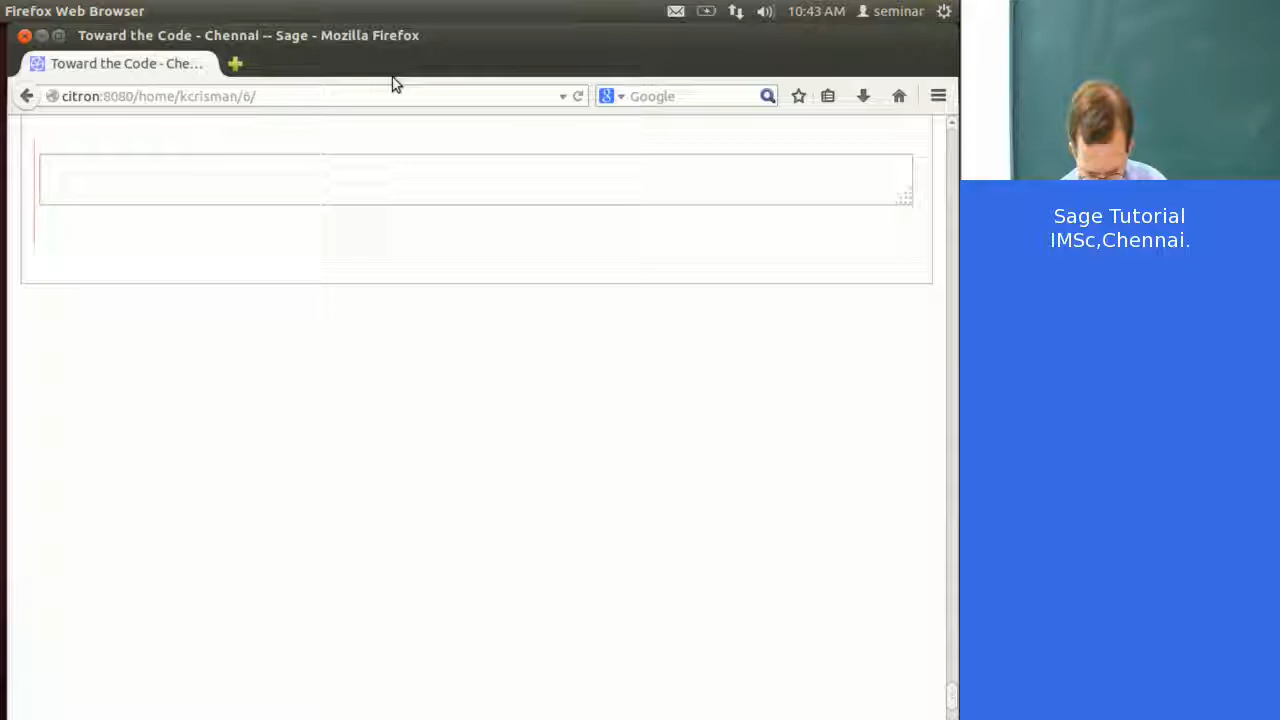 Firefox Web Browser
10:43 AM
seminar
Toward the Code - Chennai -- Sage - Mozilla Firefox
Toward the Code - Che...
citron:8080/home/kcrisman/6/
8
Google
Sage Tutorial
IMSc,Chennai.